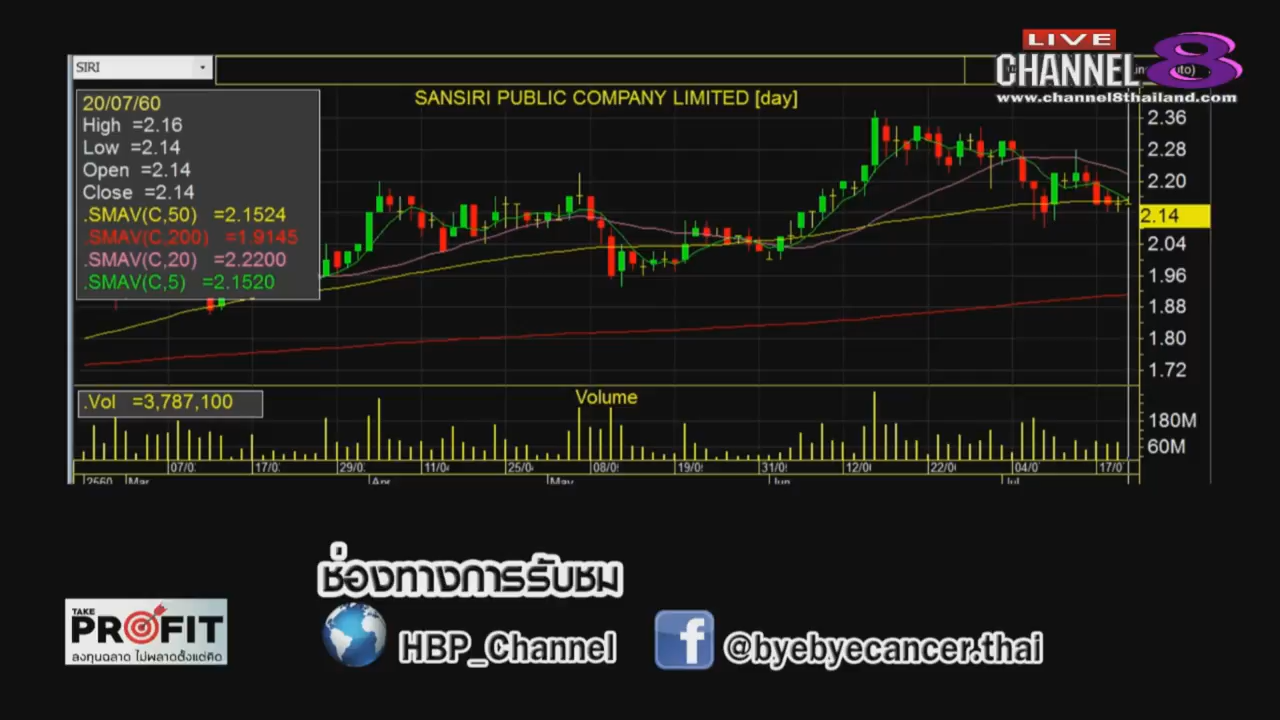 SIRI
LIVE
CHANNEL 8
www.channel8thailand.com
SANSIRI PUBLIC COMPANY LIMITED [day]
20/07/60
High =2.16
Low =2.14
Open =2.14
Close =2.14
.SMAV(C,50) =2.1524
.SMAV(C,200) =1.9145
.SMAV(C,20) =2.2200
.SMAV(C,5) =2.1520
2.36
2.28
2.20
2.14
2.04
1.96
1.88
1.80
1.72
.Vol =3,787,100
Volume
180M
60M
07/0 17/0 29/0 11/0 25/0 08/0 19/0 31/0 12/0 22/0 04/0 17/0
2560 Mar Apr May Jun Jul
ช่องทางการรับชม
TAKE
PROFIT
ลงทุนฉลาด ไม่พลาดตั้งแต่คิด
HBP_Channel
@byebyecancer.thai